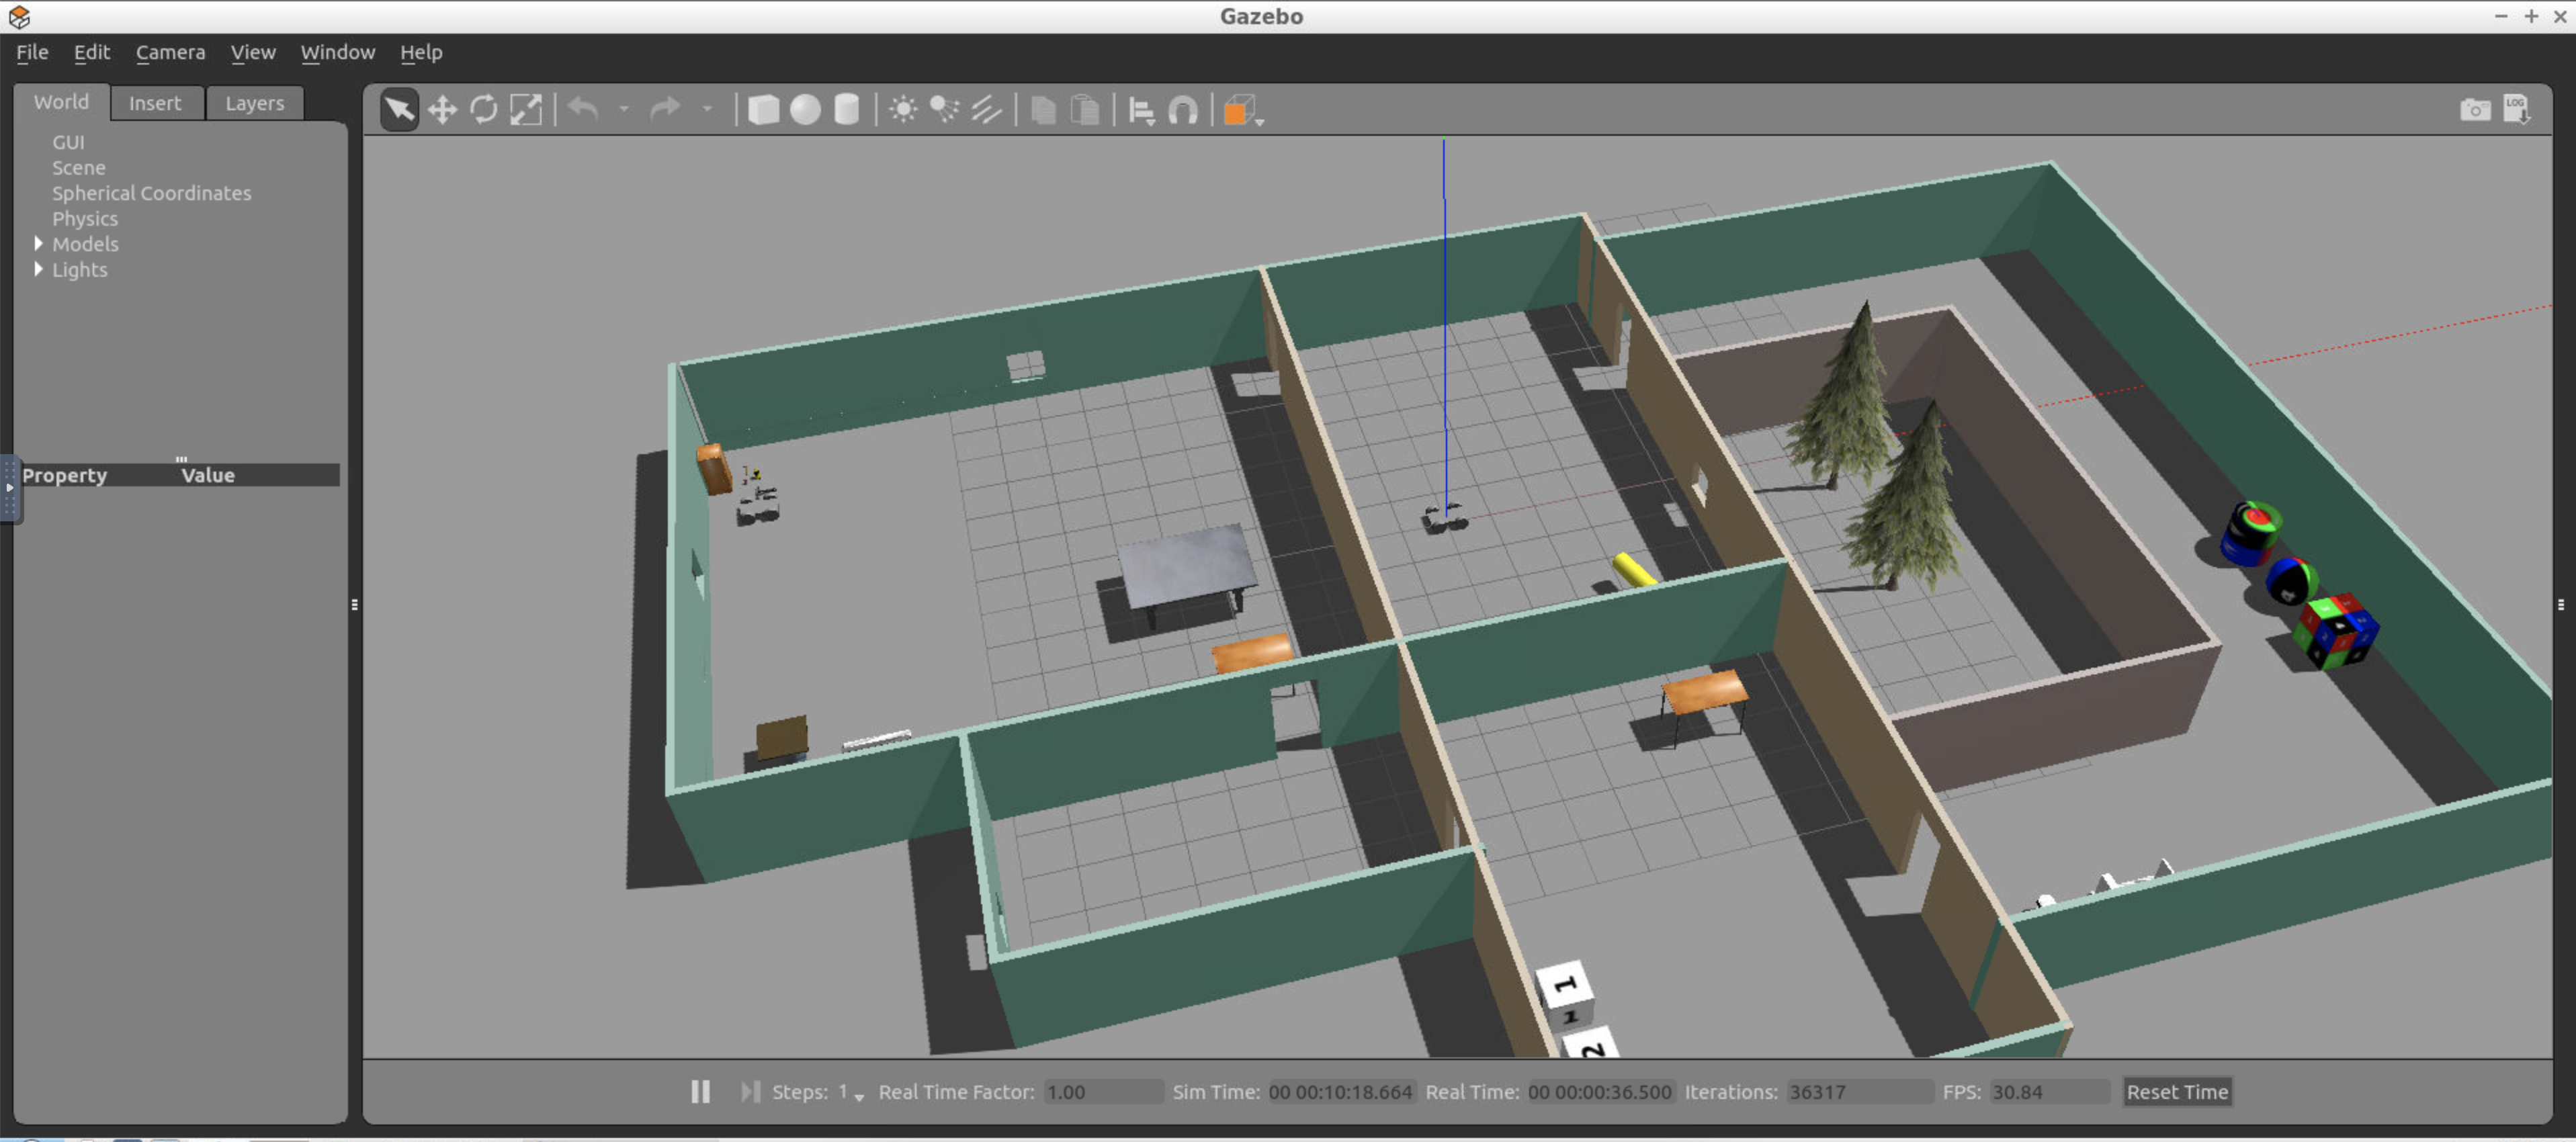 Gazebo
File Edit Camera View Window Help
World Insert Layers
LOG
GUI
Scene
Spherical Coordinates
Physics
Models
Lights
Property Value
1
1
2
Steps: 1 Real Time Factor: 1.00 Sim Time: 00 00:10:18.664 Real Time: 00 00:00:36.500 Iterations: 36317 FPS: 30.84 Reset Time